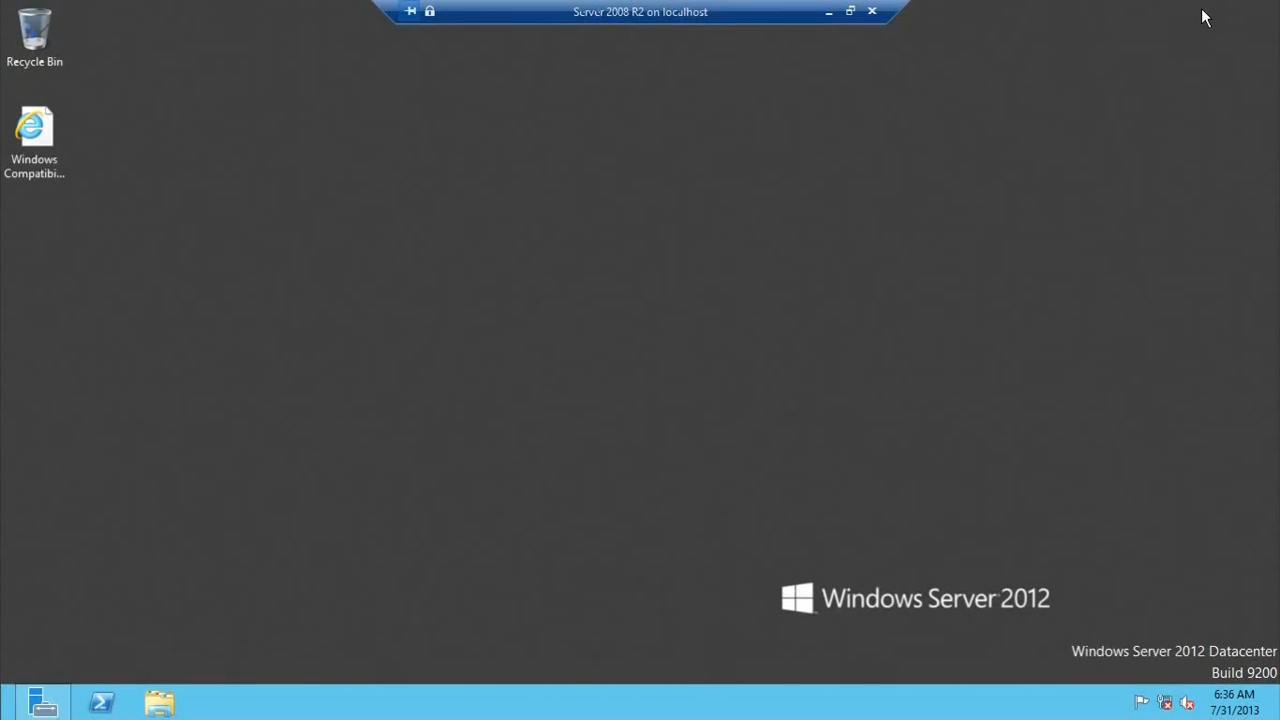 Server 2008 R2 on localhost
Recycle Bin
Windows
Compatibi...
Windows Server 2012
Windows Server 2012 Datacenter
Build 9200
6:36 AM
7/31/2013